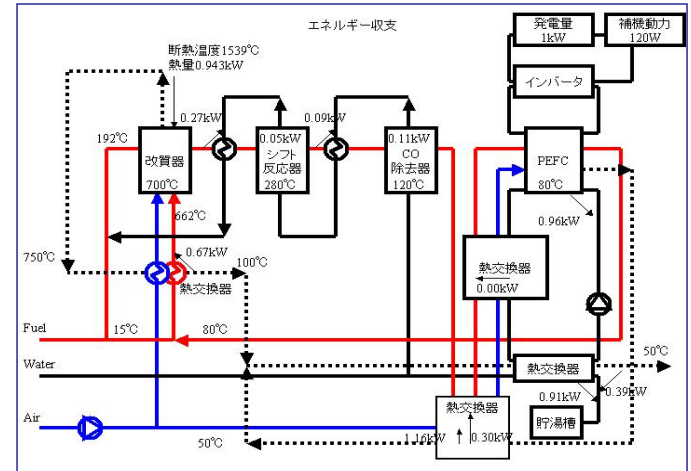 エネルギー収支
発電量
1kW
補機動力
120W
断熱温度1539℃
熱量0.943kW
インバータ
0.27kW
0.09kW
192℃
改質器
700℃
0.05kW
シフト
反応器
280℃
0.11kW
CO
除去器
120℃
PEFC
80℃
662℃
0.96kW
750℃
0.67kW
100℃
熱交換器
熱交換器
0.00kW
Fuel
15℃
80℃
Water
50℃
熱交換器
0.91kW
0.39kW
Air
熱交換器
貯湯槽
50℃
1.16kW
0.30kW